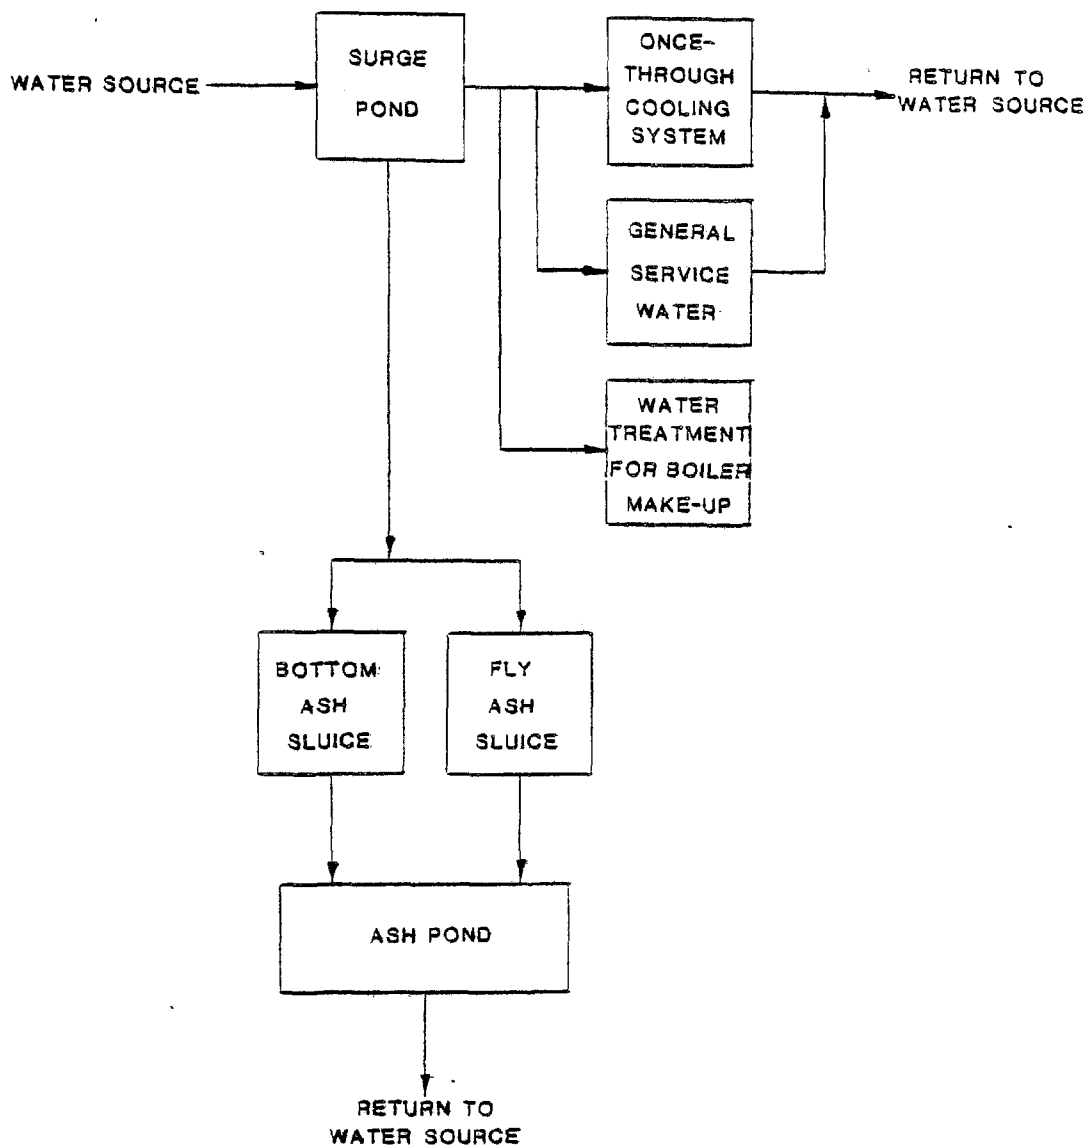 WATER SOURCE
SURGE
POND
ONCE-
THROUGH
COOLING
SYSTEM
RETURN TO
WATER SOURCE
GENERAL
SERVICE
WATER
WATER
TREATMENT
FOR BOILER
MAKE-UP
BOTTOM
ASH
SLUICE
FLY
ASH
SLUICE
ASH POND
RETURN TO
WATER SOURCE